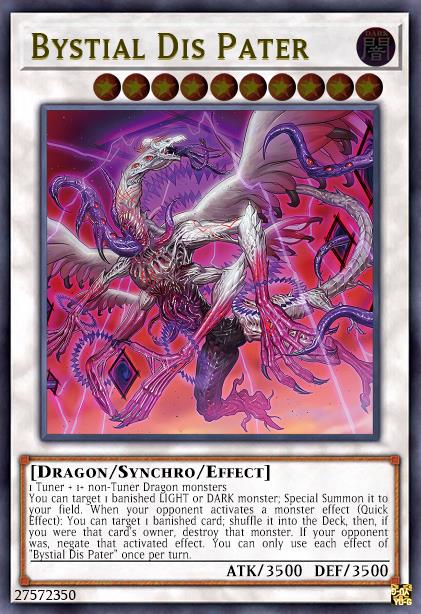 BYSTIAL DIS PATER
DARK
闇
[DRAGON/SYNCHRO/EFFECT]
1 Tuner + 1+ non-Tuner Dragon monsters
You can target 1 banished LIGHT or DARK monster; Special Summon it to
your field. When your opponent activates a monster effect (Quick
Effect): You can target 1 banished card; shuffle it into the Deck, then, if
you were that card's owner, destroy that monster. If your opponent
was, negate that activated effect. You can only use each effect of
"Bystial Dis Pater" once per turn.
ATK/3500 DEF/3500
27572350